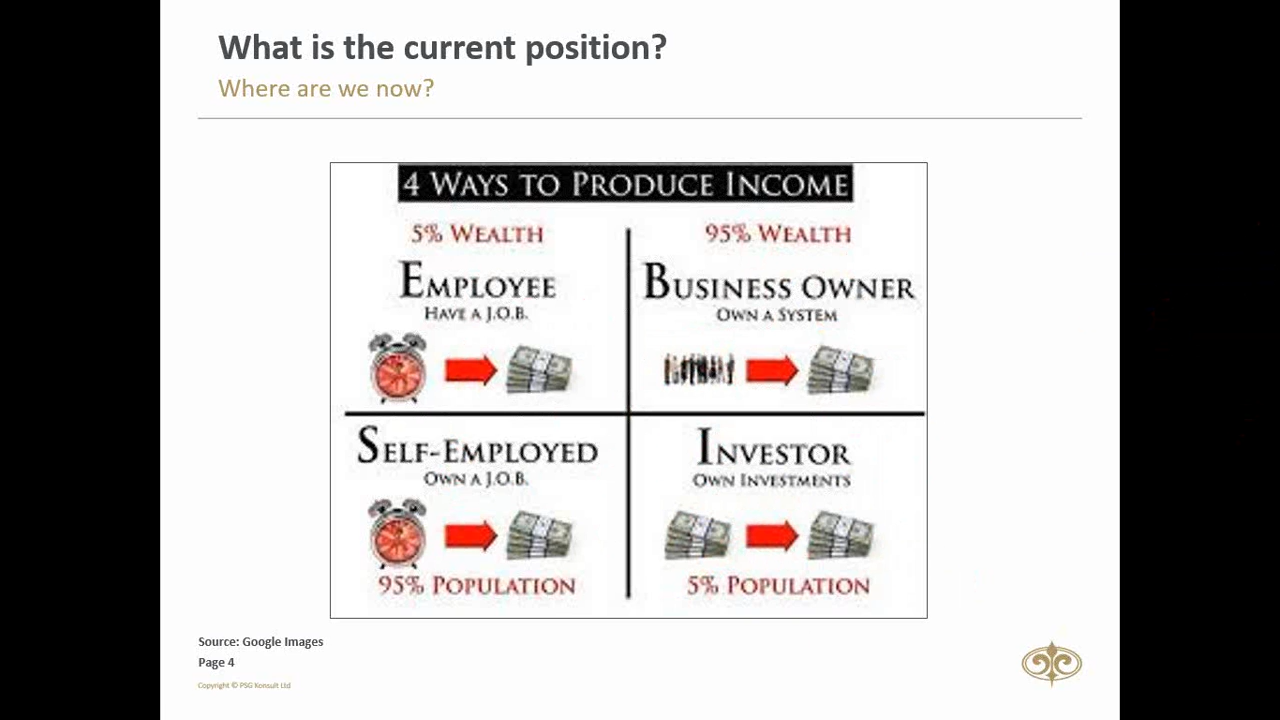 What is the current position?
Where are we now?
4 Ways to Produce Income
5% Wealth
95% Wealth
Employee
Have a J.O.B.
Business Owner
Own a System
Self-Employed
Own a J.O.B.
Investor
Own Investments
95% Population
5% Population
Source: Google Images
Page 4
Copyright © PSG Konsult Ltd